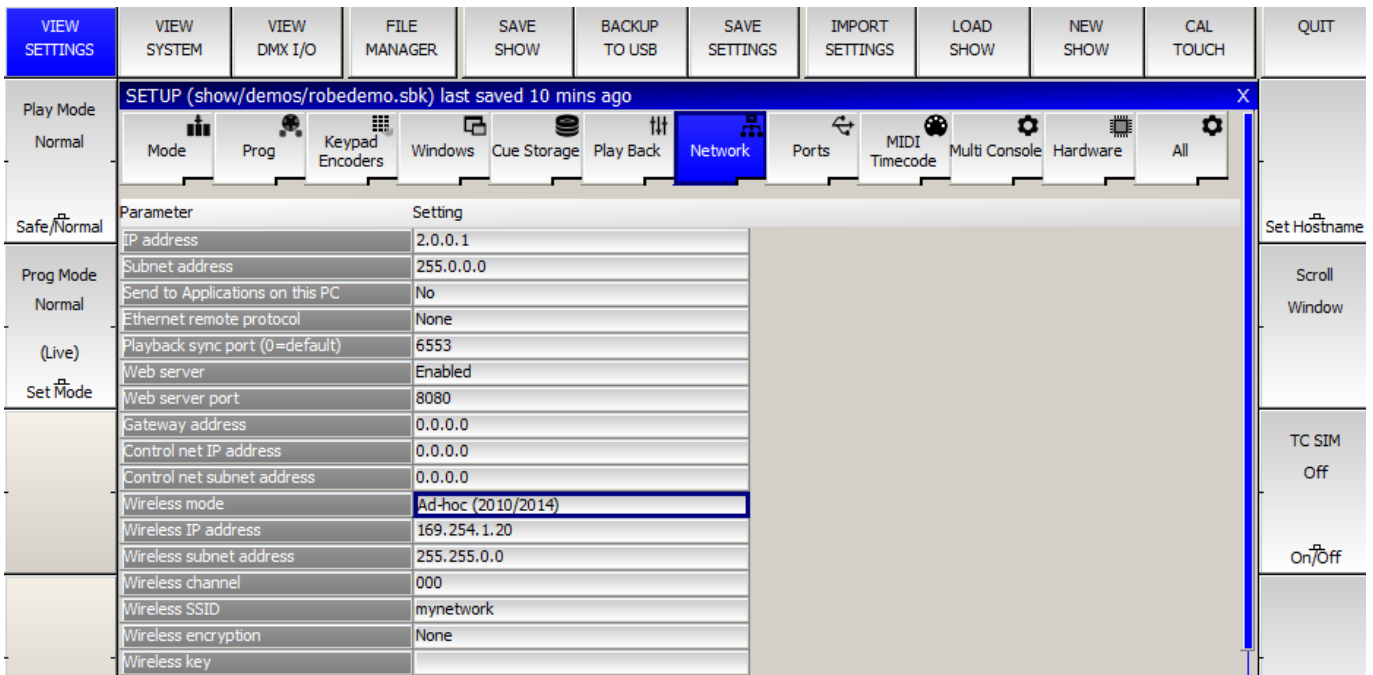 VIEW
SETTINGS
VIEW
SYSTEM
VIEW
DMX I/O
FILE
MANAGER
SAVE
SHOW
BACKUP
TO USB
SAVE
SETTINGS
IMPORT
SETTINGS
LOAD
SHOW
NEW
SHOW
CAL
TOUCH
QUIT
Play Mode
Normal
Safe/Normal
Prog Mode
Normal
(Live)
Set Mode
SETUP (show/demos/robedemo.sbk) last saved 10 mins ago X
Mode
Prog
Keypad
Encoders
Windows
Cue Storage
Play Back
Network
Ports
MIDI
Timecode
Multi Console
Hardware
All
Parameter Setting
IP address 2.0.0.1
Subnet address 255.0.0.0
Send to Applications on this PC No
Ethernet remote protocol None
Playback sync port (0=default) 6553
Web server Enabled
Web server port 8080
Gateway address 0.0.0.0
Control net IP address 0.0.0.0
Control net subnet address 0.0.0.0
Wireless mode Ad-hoc (2010/2014)
Wireless IP address 169.254.1.20
Wireless subnet address 255.255.0.0
Wireless channel 000
Wireless SSID mynetwork
Wireless encryption None
Wireless key
Set Hostname
Scroll
Window
TC SIM
Off
On/Off